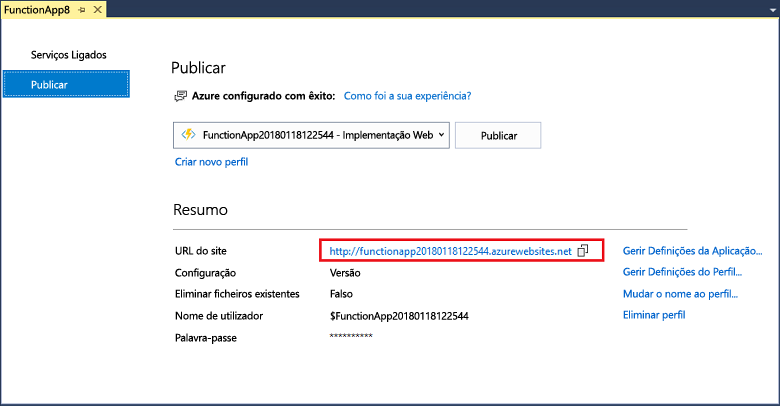 FunctionApp8
Serviços Ligados
Publicar
Publicar
Azure configurado com êxito: Como foi a sua experiência?
FunctionApp20180118122544 - Implementação Web
Publicar
Criar novo perfil
Resumo
URL do site http://functionapp20180118122544.azurewebsites.net Gerir Definições da Aplicação...
Configuração Versão Gerir Definições do Perfil...
Eliminar ficheiros existentes Falso Mudar o nome ao perfil...
Nome de utilizador $FunctionApp20180118122544 Eliminar perfil
Palavra-passe **********